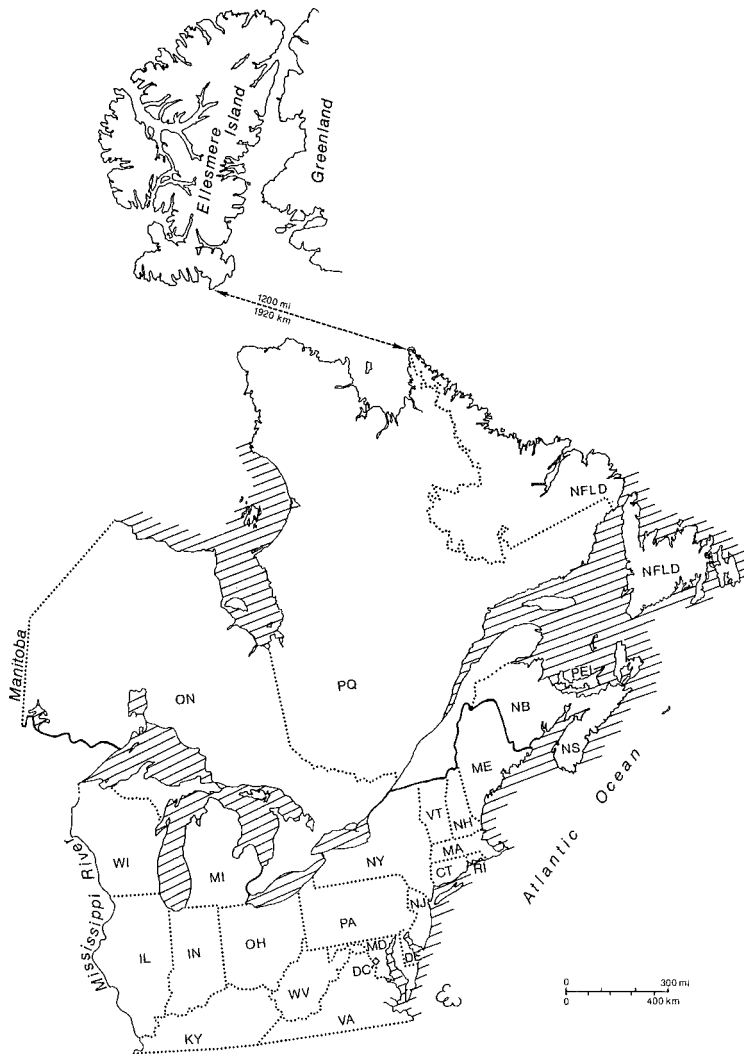 Ellesmere Island
Greenland
1200 mi
1920 km
NFLD
NFLD
Manitoba
ON
PQ
PEI
NB
NS
ME
VT
NH
Atlantic Ocean
WI
MI
NY
MA
CT
RI
Mississippi River
NJ
PA
IL
IN
OH
MD
DE
DC
WV
VA
KY
0 300 mi
0 400 km